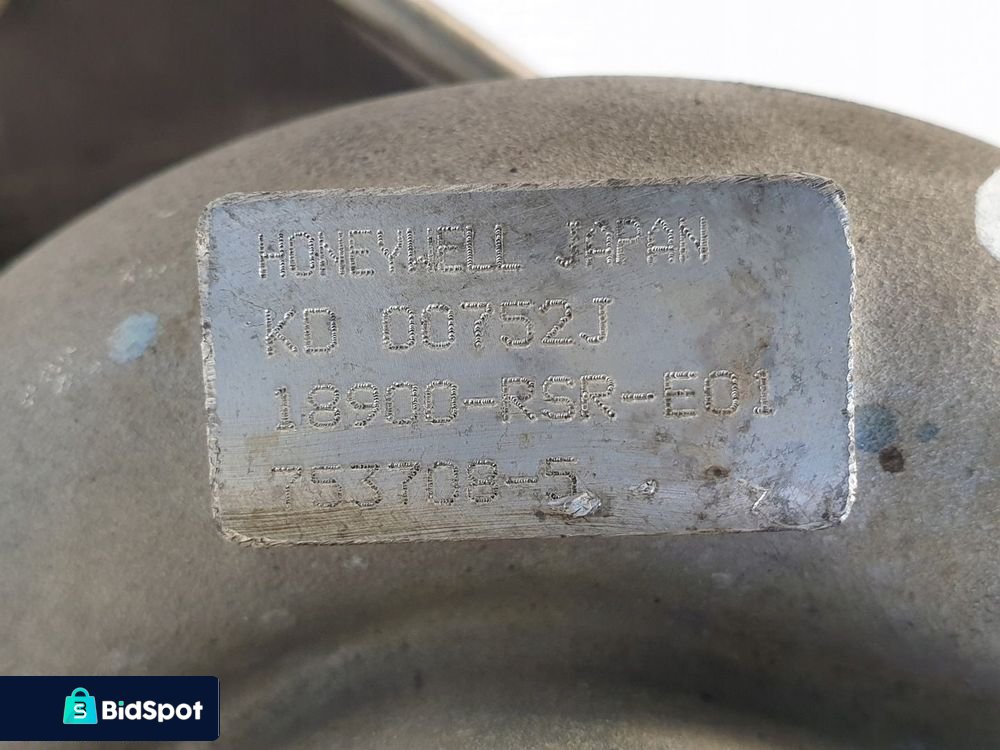 HONEYWELL JAPAN
KD 00752J
18900-RSR-E01
753708-5
S BidSpot